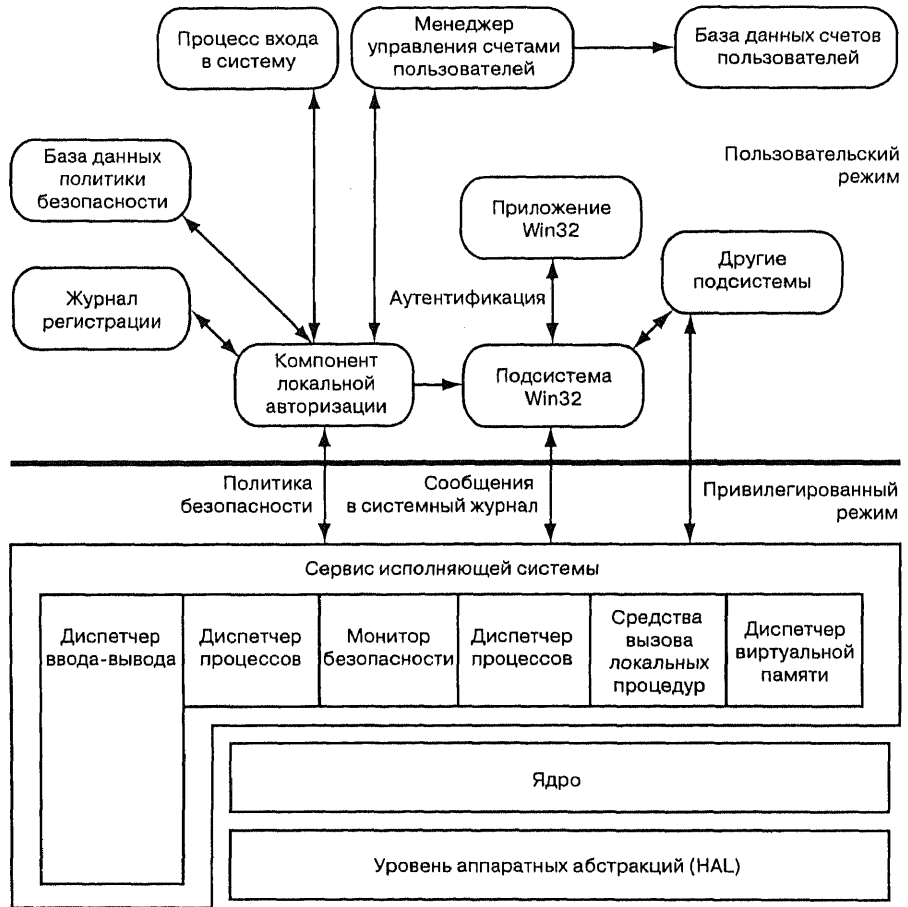 Процесс входа
в систему
Менеджер
управления счетами
пользователей
База данных счетов
пользователей
База данных
политики
безопасности
Пользовательский
режим
Приложение
Win32
Другие
подсистемы
Журнал
регистрации
Аутентификация
Компонент
локальной
авторизации
Подсистема
Win32
Политика
безопасности
Сообщения
в системный журнал
Привилегированный
режим
Сервис исполняющей системы
Диспетчер
ввода-вывода
Диспетчер
процессов
Монитор
безопасности
Диспетчер
процессов
Средства
вызова
локальных
процедур
Диспетчер
виртуальной
памяти
Ядро
Уровень аппаратных абстракций (HAL)